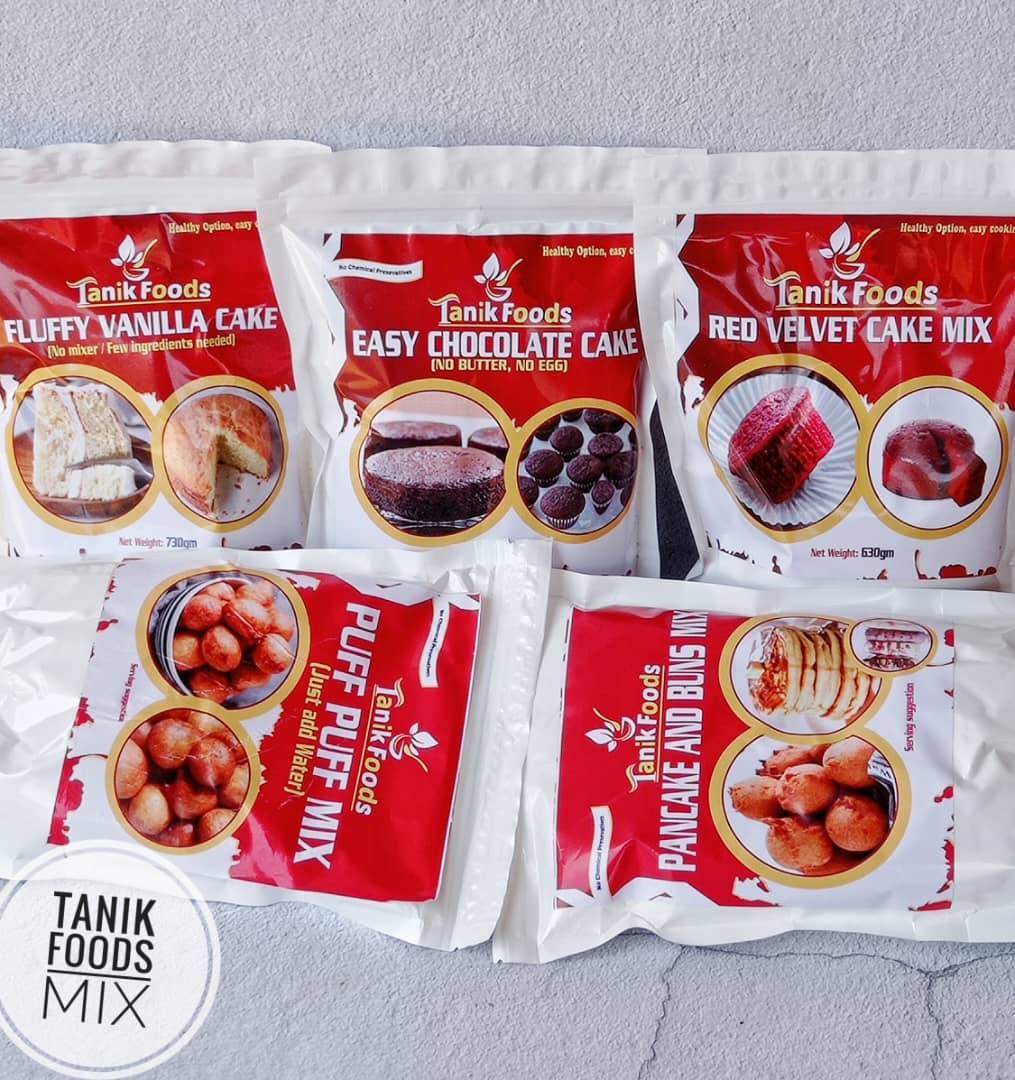 Healthy Option, easy c
Tanik Foods
FLUFFY VANILLA CAKE
(No mixer / Few ingredients needed)
Net Weight: 730gm
No Chemical Preservatives
Healthy Option, easy c
Tanik Foods
EASY CHOCOLATE CAKE
(NO BUTTER, NO EGG)
Healthy Option, easy cookin
Tanik Foods
RED VELVET CAKE MIX
Net Weight: 630gm
No Chemical Preservatives
Tanik Foods
PUFF PUFF MIX
(Just add Water)
Serving suggestion
No Chemical Preservatives
Tanik Foods
PANCAKE AND BUNS MIX
Serving suggestion
TANIK
FOODS
MIX